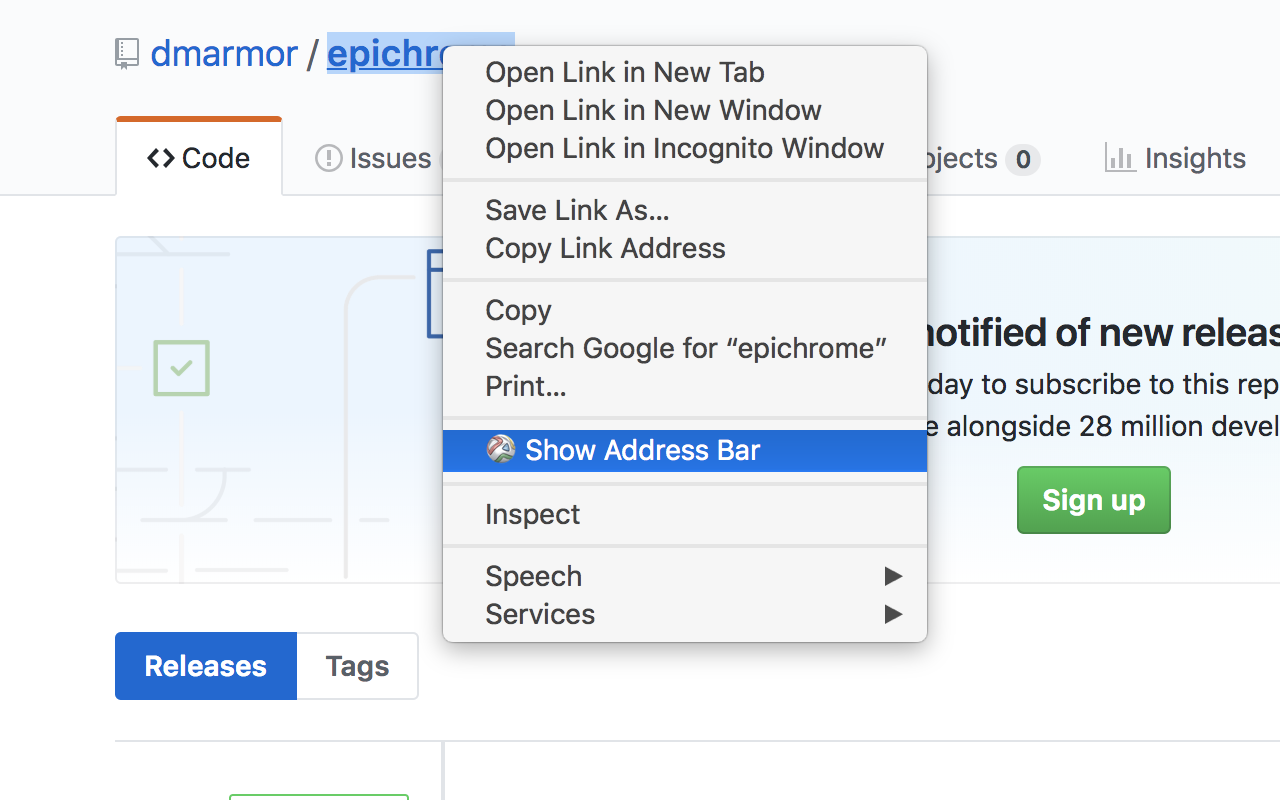 dmarmor / epichro
Open Link in New Tab
Open Link in New Window
Open Link in Incognito Window
Code
Issues
ojects 0
Insights
Save Link As...
Copy Link Address
Copy
Search Google for “epichrome”
Print...
notified of new releas
day to subscribe to this rep
e alongside 28 million devel
Show Address Bar
Sign up
Inspect
Speech
Services
Releases
Tags